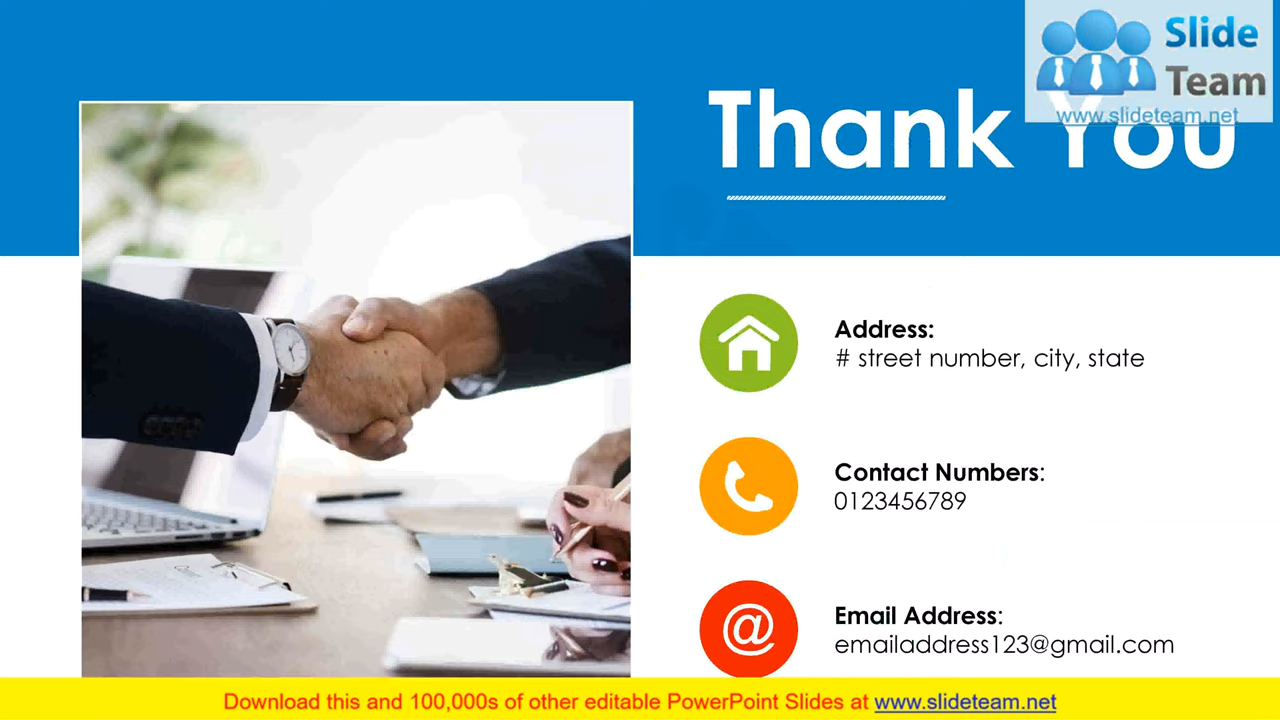 Slide
Team
www.slideteam.net
Thank You
Address:
# street number, city, state
Contact Numbers:
0123456789
Email Address:
emailaddress123@gmail.com
Download this and 100,000s of other editable PowerPoint Slides at www.slideteam.net